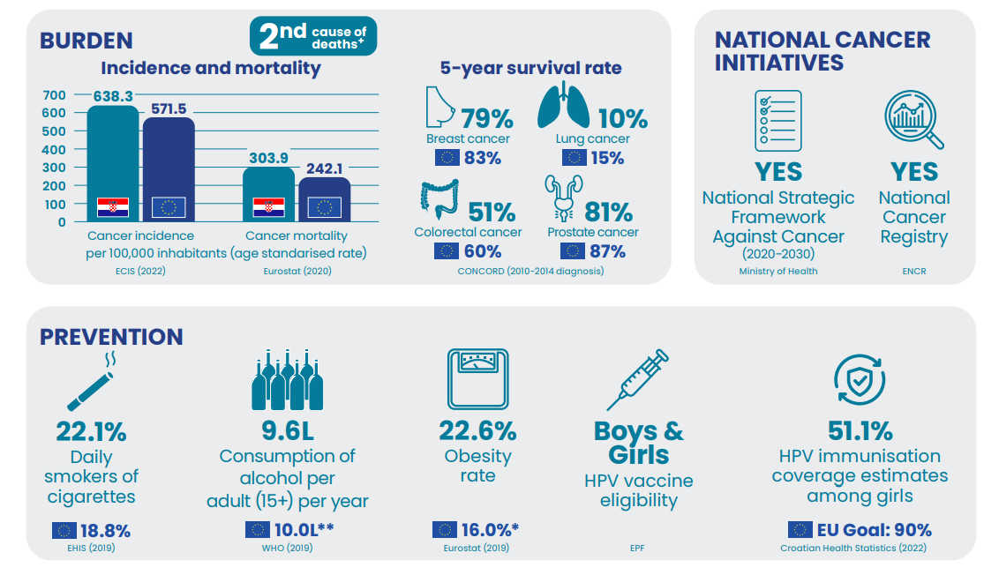 BURDEN
2nd cause of
deaths+
Incidence and mortality
700
600
500
400
300
200
100
0
638.3
571.5
303.9
242.1
Cancer incidence
Cancer mortality
per 100,000 inhabitants (age standarised rate)
ECIS (2022)
Eurostat (2020)
5-year survival rate
79%
Breast cancer
83%
10%
Lung cancer
15%
51%
Colorectal cancer
60%
81%
Prostate cancer
87%
CONCORD (2010-2014 diagnosis)
NATIONAL CANCER
INITIATIVES
YES
National Strategic
Framework
Against Cancer
(2020-2030)
Ministry of Health
YES
National
Cancer
Registry
ENCR
PREVENTION
22.1%
Daily
smokers of
cigarettes
18.8%
EHIS (2019)
9.6L
Consumption of
alcohol per
adult (15+) per year
10.0L**
WHO (2019)
22.6%
Obesity
rate
16.0%*
Eurostat (2019)
Boys &
Girls
HPV vaccine
eligibility
EPF
51.1%
HPV immunisation
coverage estimates
among girls
EU Goal: 90%
Croatian Health Statistics (2022)